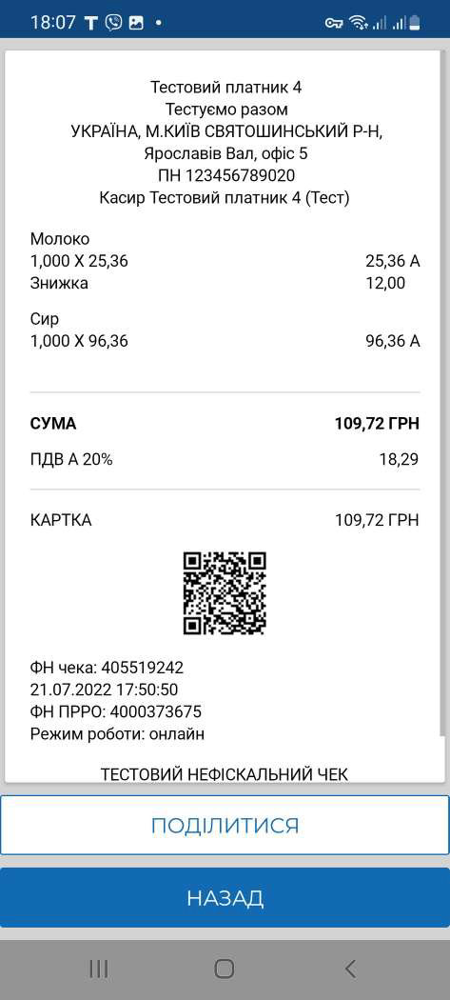 18:07
Тестовий платник 4
Тестуємо разом
УКРАЇНА, М.КИЇВ СВЯТОШИНСЬКИЙ Р-Н,
Ярославів Вал, офіс 5
ПН 123456789020
Касир Тестовий платник 4 (Тест)
Молоко
1,000 X 25,36 25,36 А
Знижка 12,00
Сир
1,000 X 96,36 96,36 А
СУМА 109,72 ГРН
ПДВ А 20% 18,29
КАРТКА 109,72 ГРН
ФН чека: 405519242
21.07.2022 17:50:50
ФН ПРРО: 4000373675
Режим роботи: онлайн
ТЕСТОВИЙ НЕФІСКАЛЬНИЙ ЧЕК
ПОДІЛИТИСЯ
НАЗАД